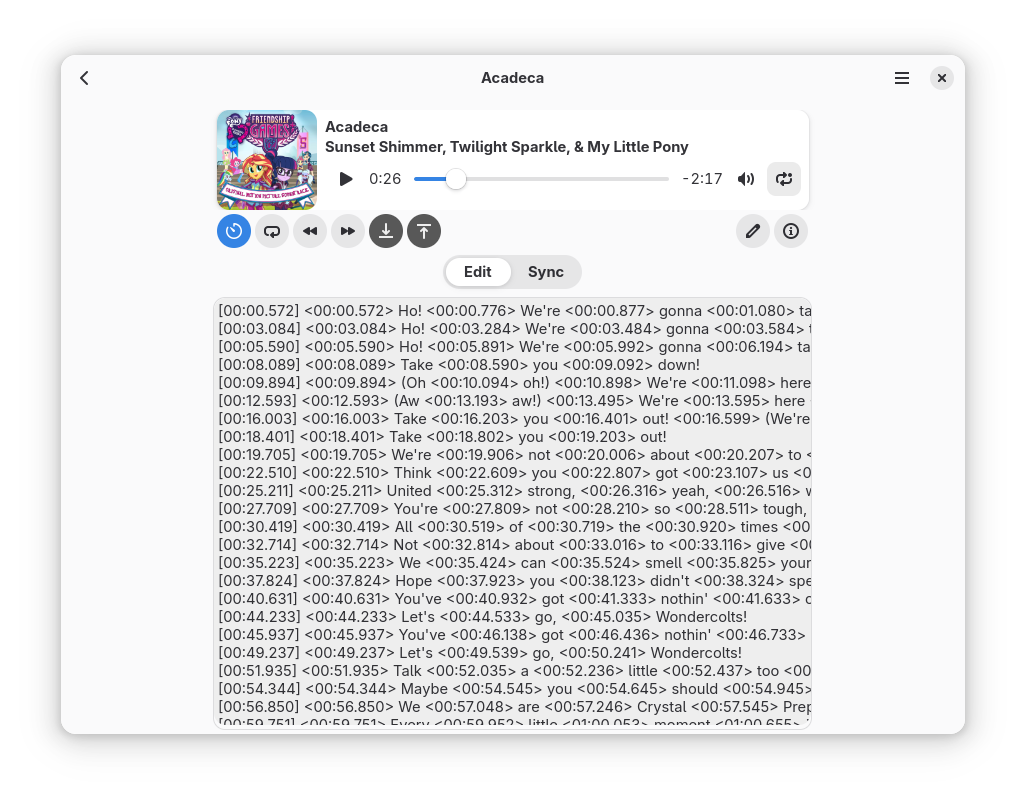 Acadeca
FRIENDSHIP
GAMES
Acadeca
Sunset Shimmer, Twilight Sparkle, & My Little Pony
0:26
-2:17
Edit
Sync
[00:00.572] <00:00.572> Ho! <00:00.776> We're <00:00.877> gonna <00:01.080> ta
[00:03.084] <00:03.084> Ho! <00:03.284> We're <00:03.484> gonna <00:03.584> t
[00:05.590] <00:05.590> Ho! <00:05.891> We're <00:05.992> gonna <00:06.194> ta
[00:08.089] <00:08.089> Take <00:08.590> you <00:09.092> down!
[00:09.894] <00:09.894> (Oh <00:10.094> oh!) <00:10.898> We're <00:11.098> here
[00:12.593] <00:12.593> (Aw <00:13.193> aw!) <00:13.495> We're <00:13.595> here
[00:16.003] <00:16.003> Take <00:16.203> you <00:16.401> out! <00:16.599> (We're
[00:18.401] <00:18.401> Take <00:18.802> you <00:19.203> out!
[00:19.705] <00:19.705> We're <00:19.906> not <00:20.006> about <00:20.207> to <
[00:22.510] <00:22.510> Think <00:22.609> you <00:22.807> got <00:23.107> us <0
[00:25.211] <00:25.211> United <00:25.312> strong, <00:26.316> yeah, <00:26.516> w
[00:27.709] <00:27.709> You're <00:27.809> not <00:28.210> so <00:28.511> tough,
[00:30.419] <00:30.419> All <00:30.519> of <00:30.719> the <00:30.920> times <00
[00:32.714] <00:32.714> Not <00:32.814> about <00:33.016> to <00:33.116> give <0
[00:35.223] <00:35.223> We <00:35.424> can <00:35.524> smell <00:35.825> your
[00:37.824] <00:37.824> Hope <00:37.923> you <00:38.123> didn't <00:38.324> spe
[00:40.631] <00:40.631> You've <00:40.932> got <00:41.333> nothin' <00:41.633> c
[00:44.233] <00:44.233> Let's <00:44.533> go, <00:45.035> Wondercolts!
[00:45.937] <00:45.937> You've <00:46.138> got <00:46.436> nothin' <00:46.733>
[00:49.237] <00:49.237> Let's <00:49.539> go, <00:50.241> Wondercolts!
[00:51.935] <00:51.935> Talk <00:52.035> a <00:52.236> little <00:52.437> too <00
[00:54.344] <00:54.344> Maybe <00:54.545> you <00:54.645> should <00:54.945>
[00:56.850] <00:56.850> We <00:57.048> are <00:57.246> Crystal <00:57.545> Prep
[00:59.751] <00:59.751> Every <00:59.952> little <01:00.053> moment <01:00.655>